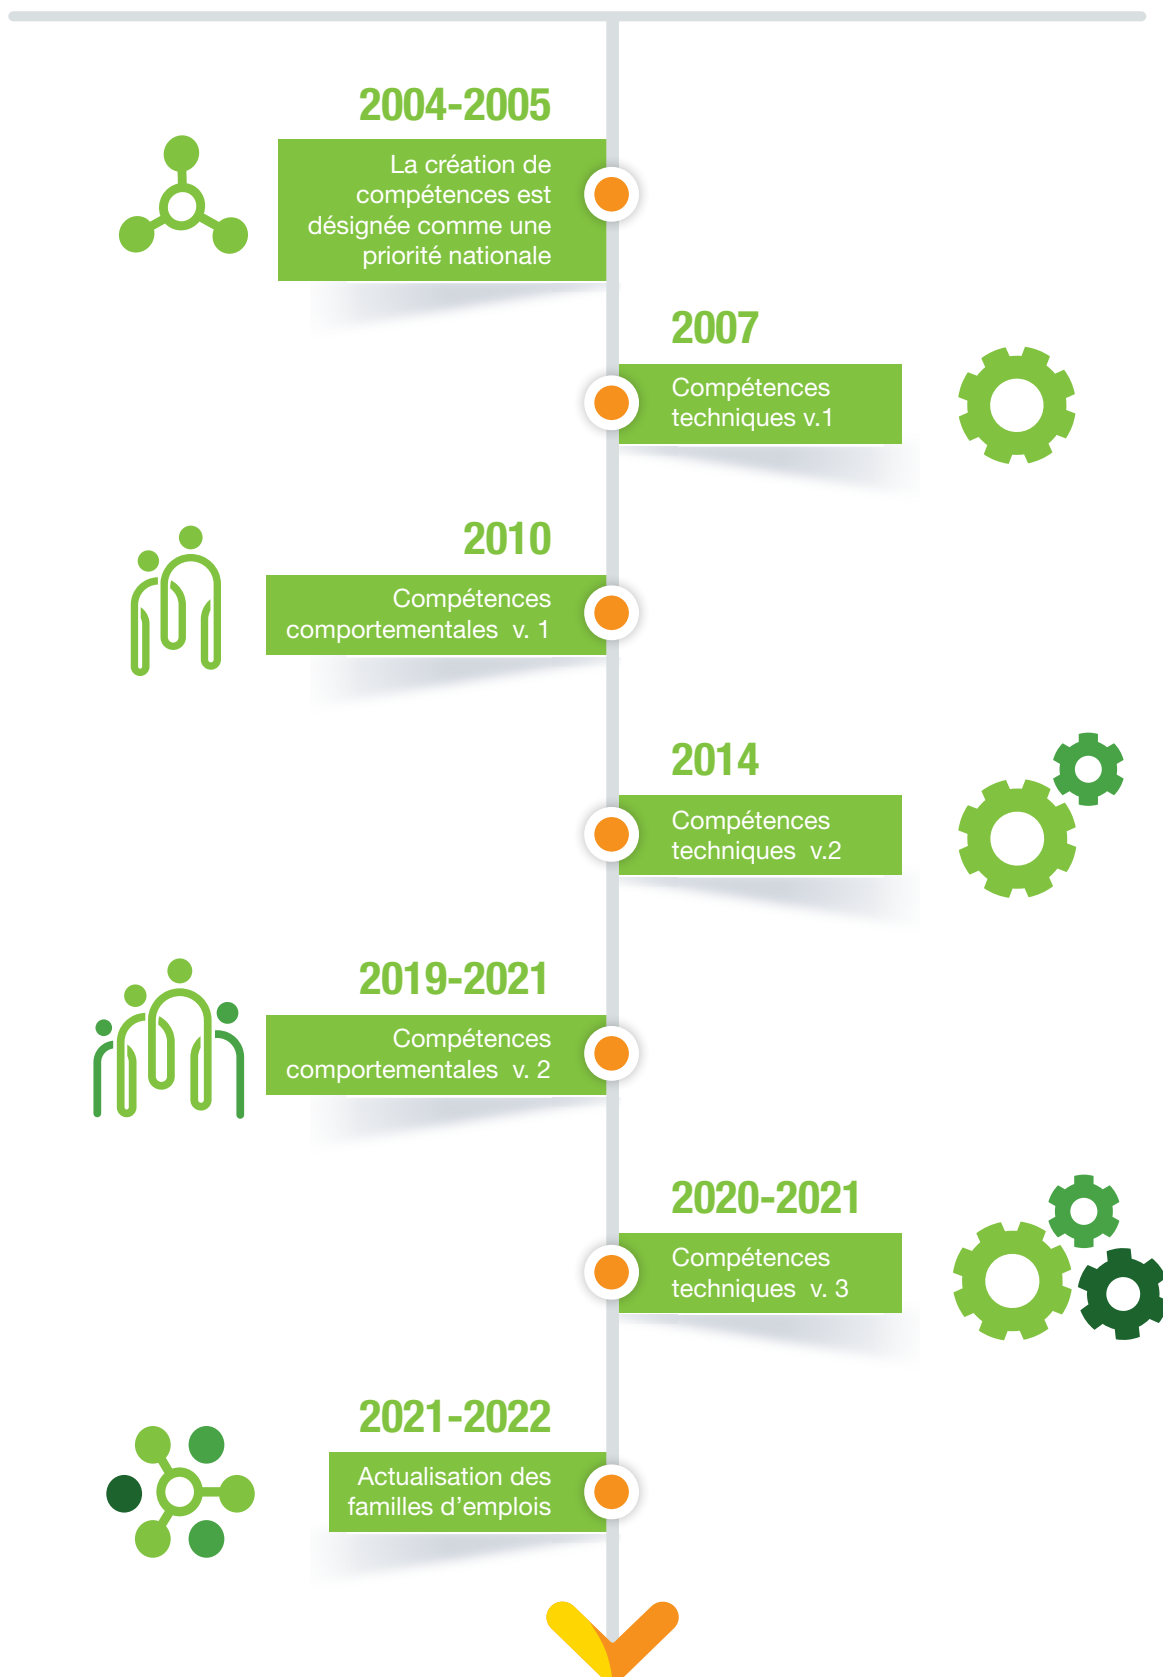 2004-2005
La création de
compétences est
désignée comme une
priorité nationale
2007
Compétences
techniques v.1
2010
Compétences
comportementales v. 1
2014
Compétences
techniques v.2
2019-2021
Compétences
comportementales v. 2
2020-2021
Compétences
techniques v. 3
2021-2022
Actualisation des
familles d’emplois